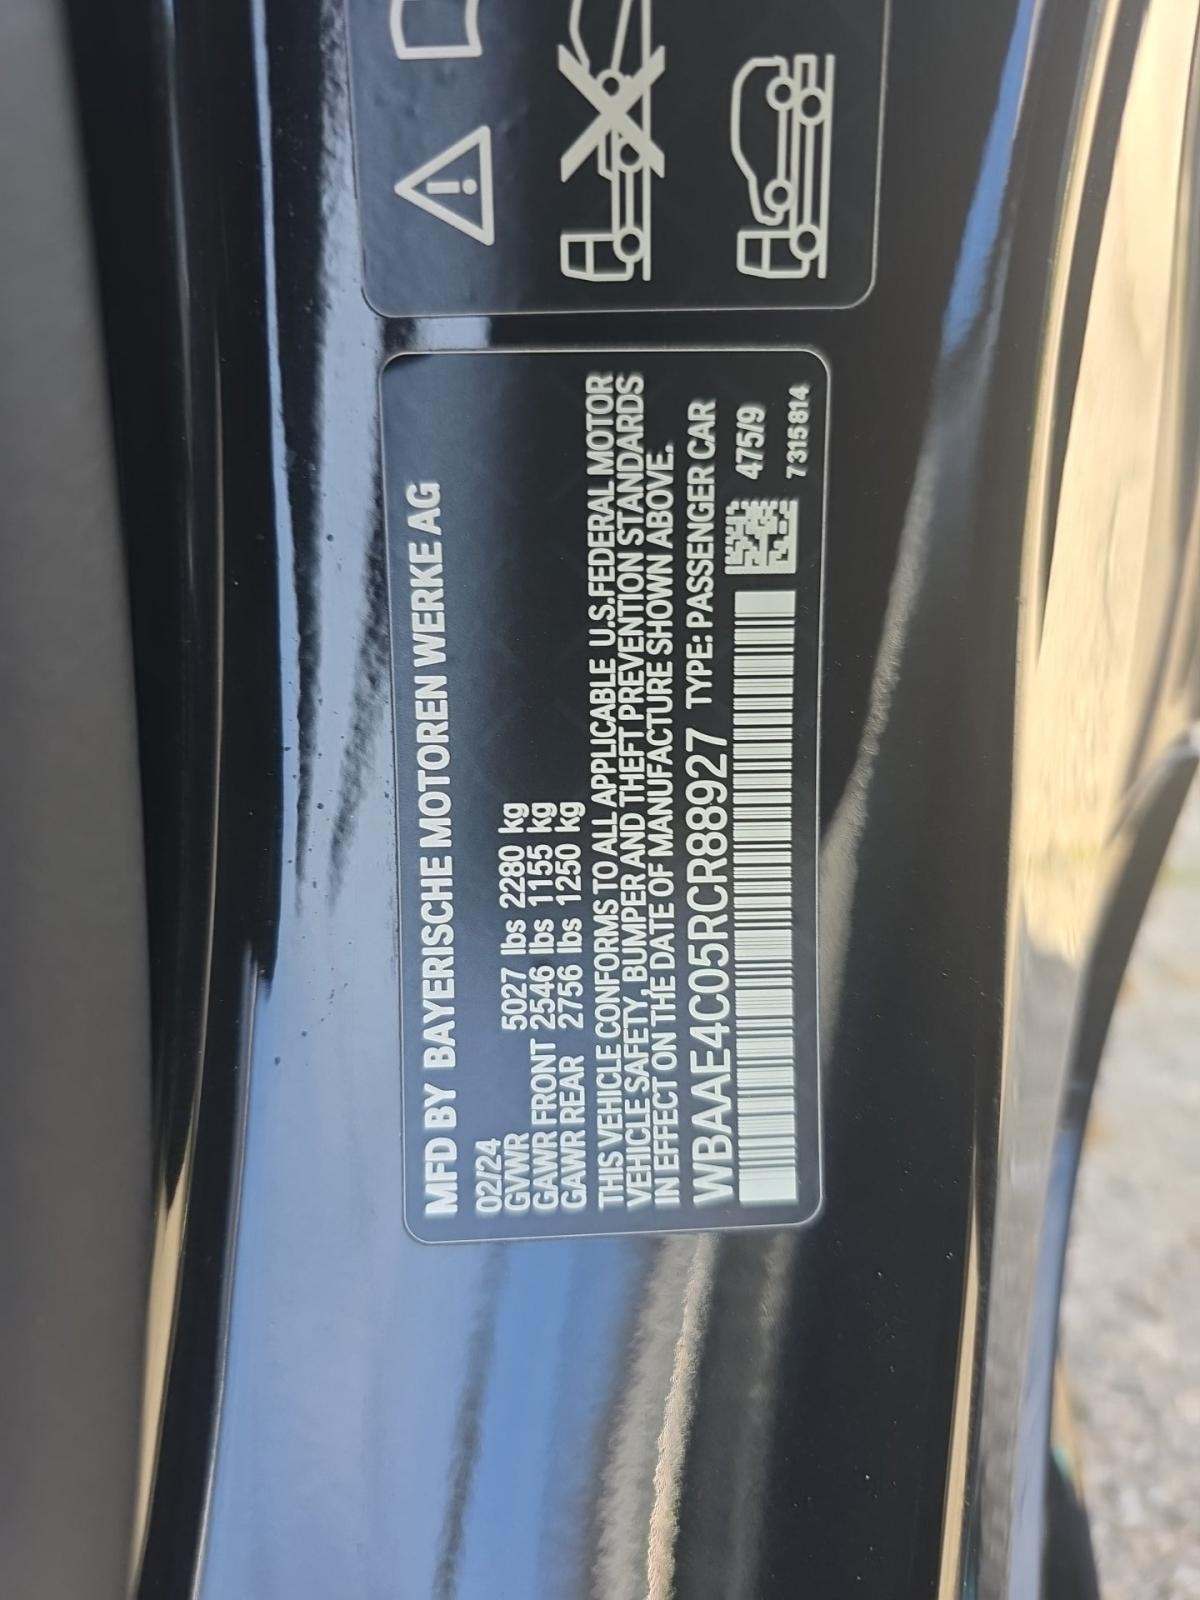 MFD BY BAYERISCHE MOTOREN WERKE AG
02/24
GVWR 5027 lbs 2280 kg
GAWR FRONT 2546 lbs 1155 kg
GAWR REAR 2756 lbs 1250 kg
THIS VEHICLE CONFORMS TO ALL APPLICABLE U.S.FEDERAL MOTOR
VEHICLE SAFETY, BUMPER AND THEFT PREVENTION STANDARDS
IN EFFECT ON THE DATE OF MANUFACTURE SHOWN ABOVE.
WBAAE4C05RCR88927 TYPE: PASSENGER CAR
475/9
7 315 814